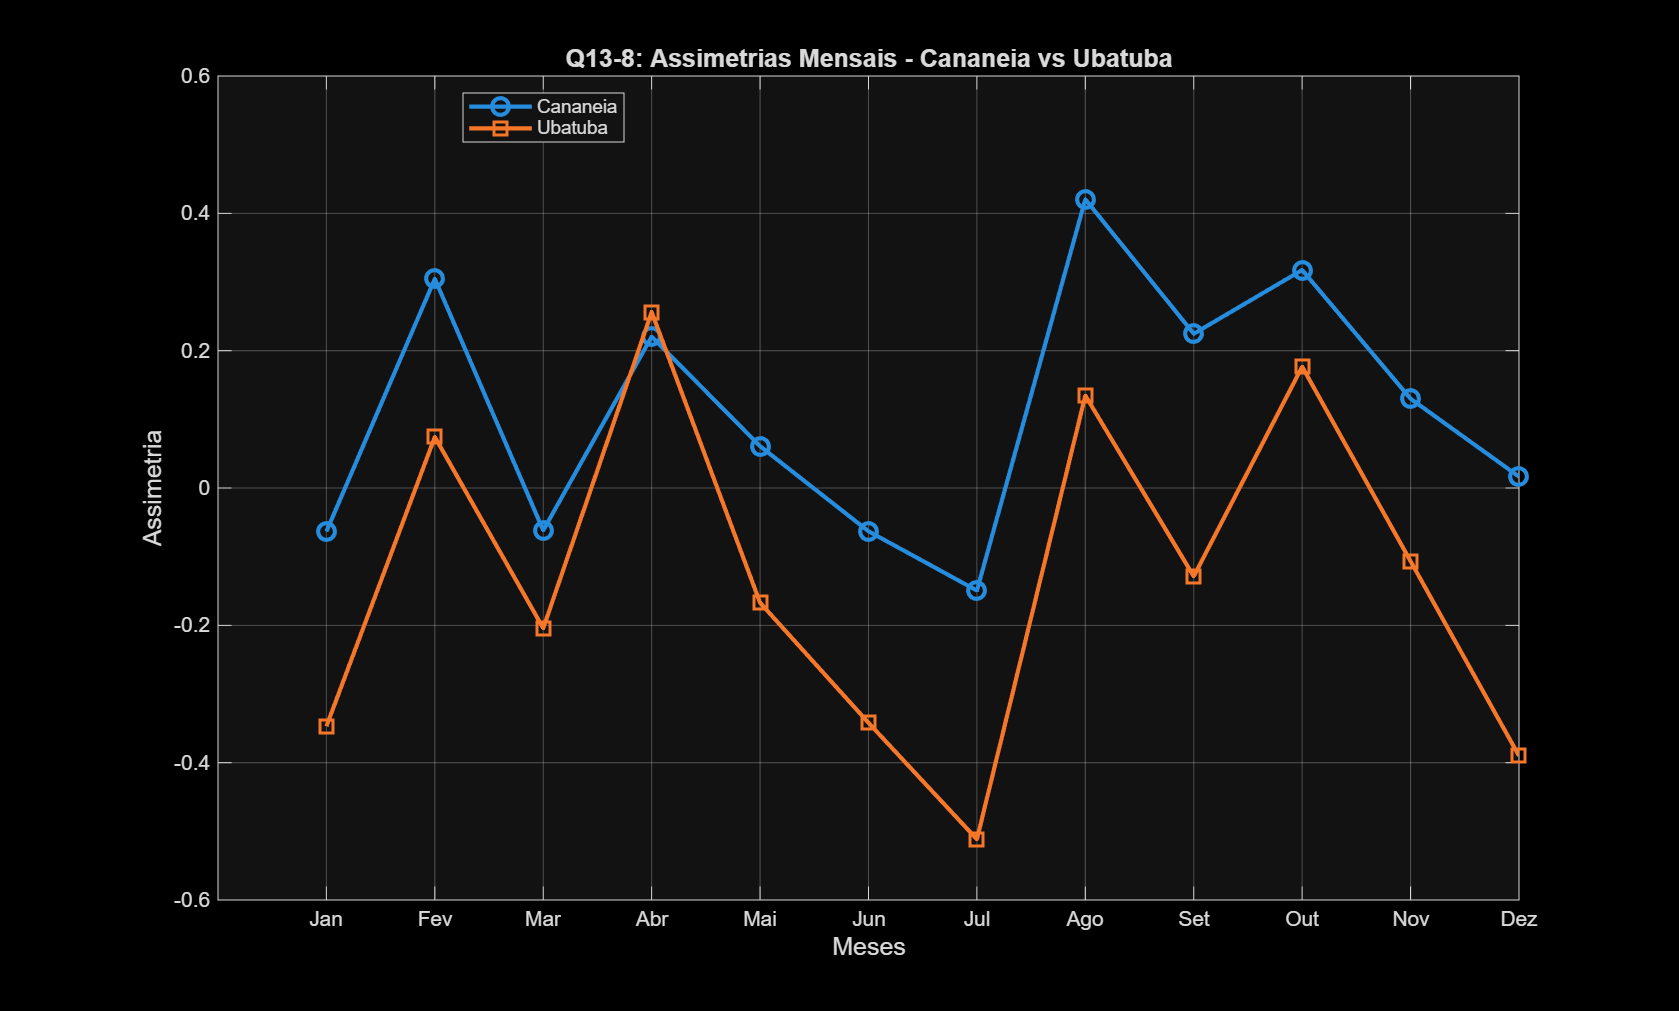 Q13-8: Assimetrias Mensais - Cananeia vs Ubatuba
Cananeia
Ubatuba
Assimetria
0.6
0.4
0.2
0
-0.2
-0.4
-0.6
Jan Fev Mar Abr Mai Jun Jul Ago Set Out Nov Dez
Meses